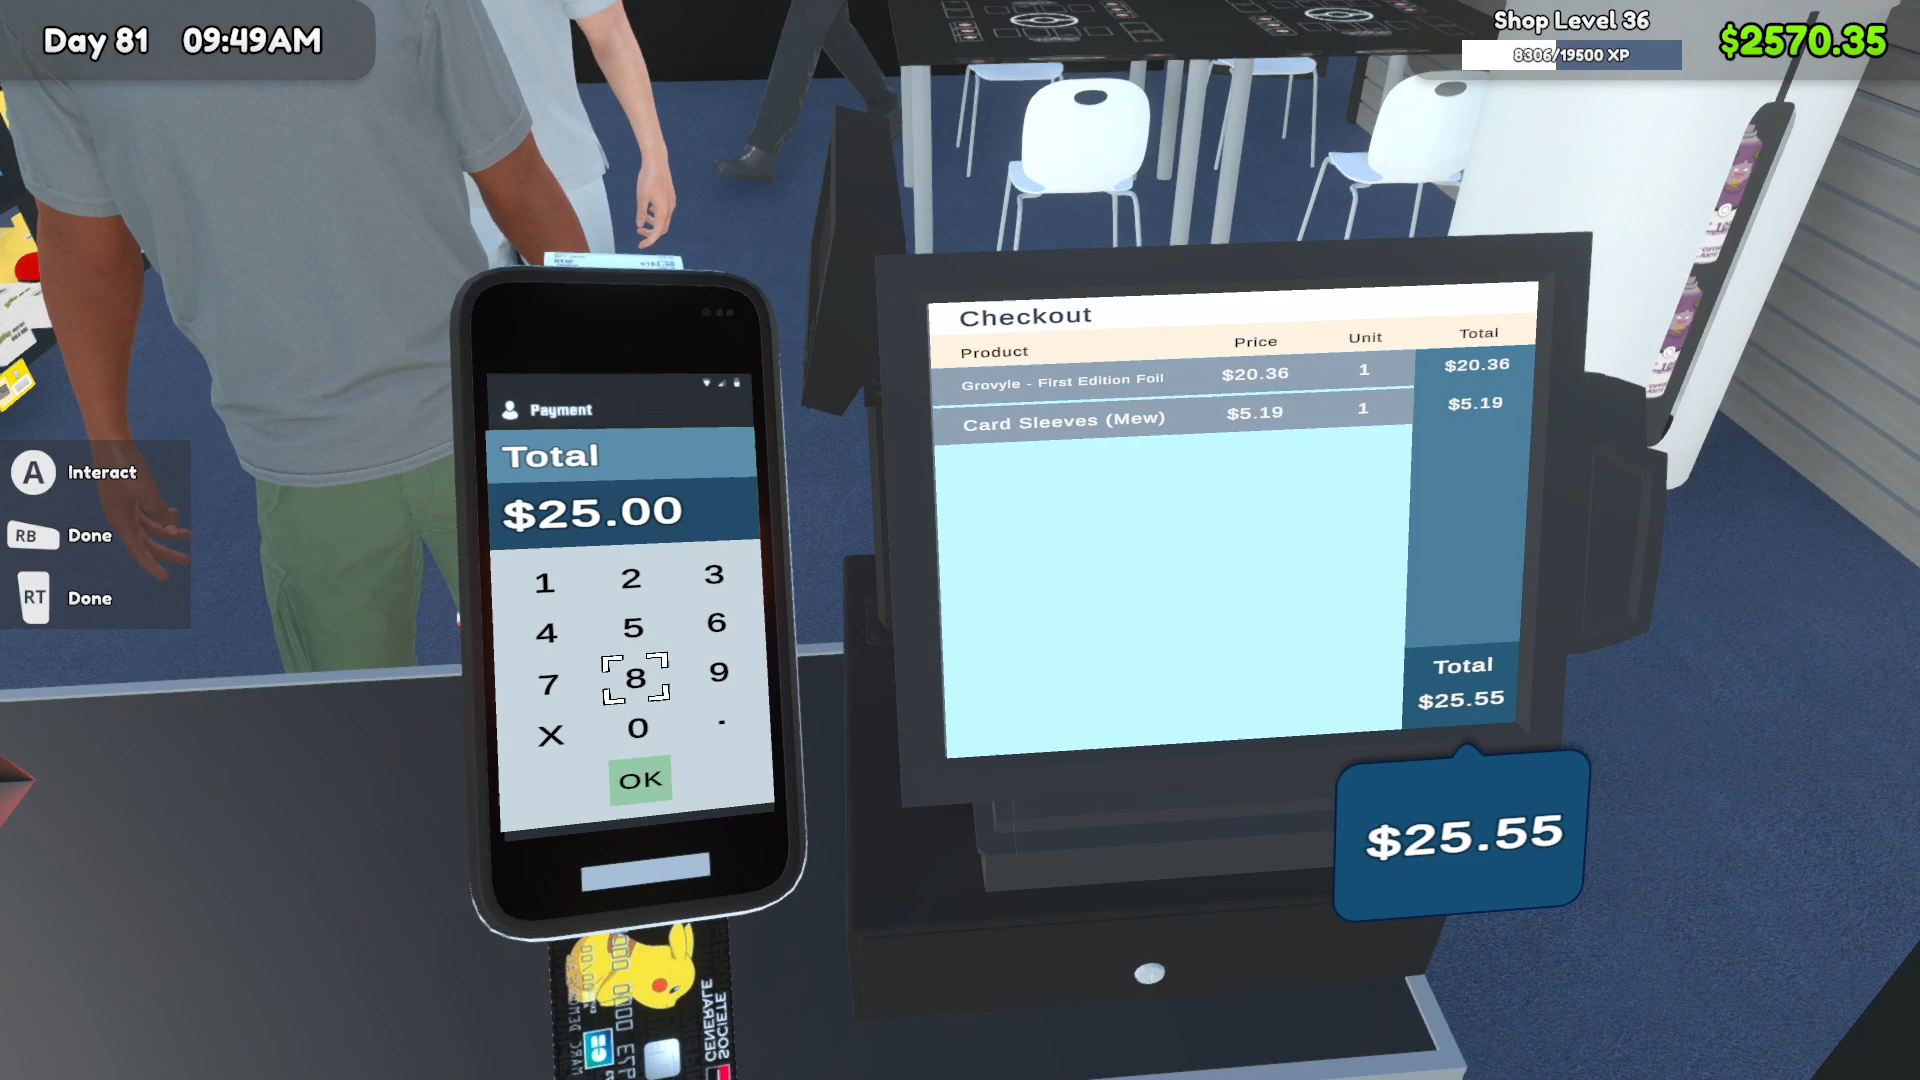 Day 81 09:49AM
Shop Level 36
8306/19500 XP
$2570.35
A Interact
RB Done
RT Done
Payment
Total
$25.00
1 2 3
4 5 6
7 8 9
X 0 .
OK
Checkout
Product Price Unit Total
Grovyle - First Edition Foil $20.36 1 $20.36
Card Sleeves (Mew) $5.19 1 $5.19
Total
$25.55
$25.55
SOCIETE
GENERALE